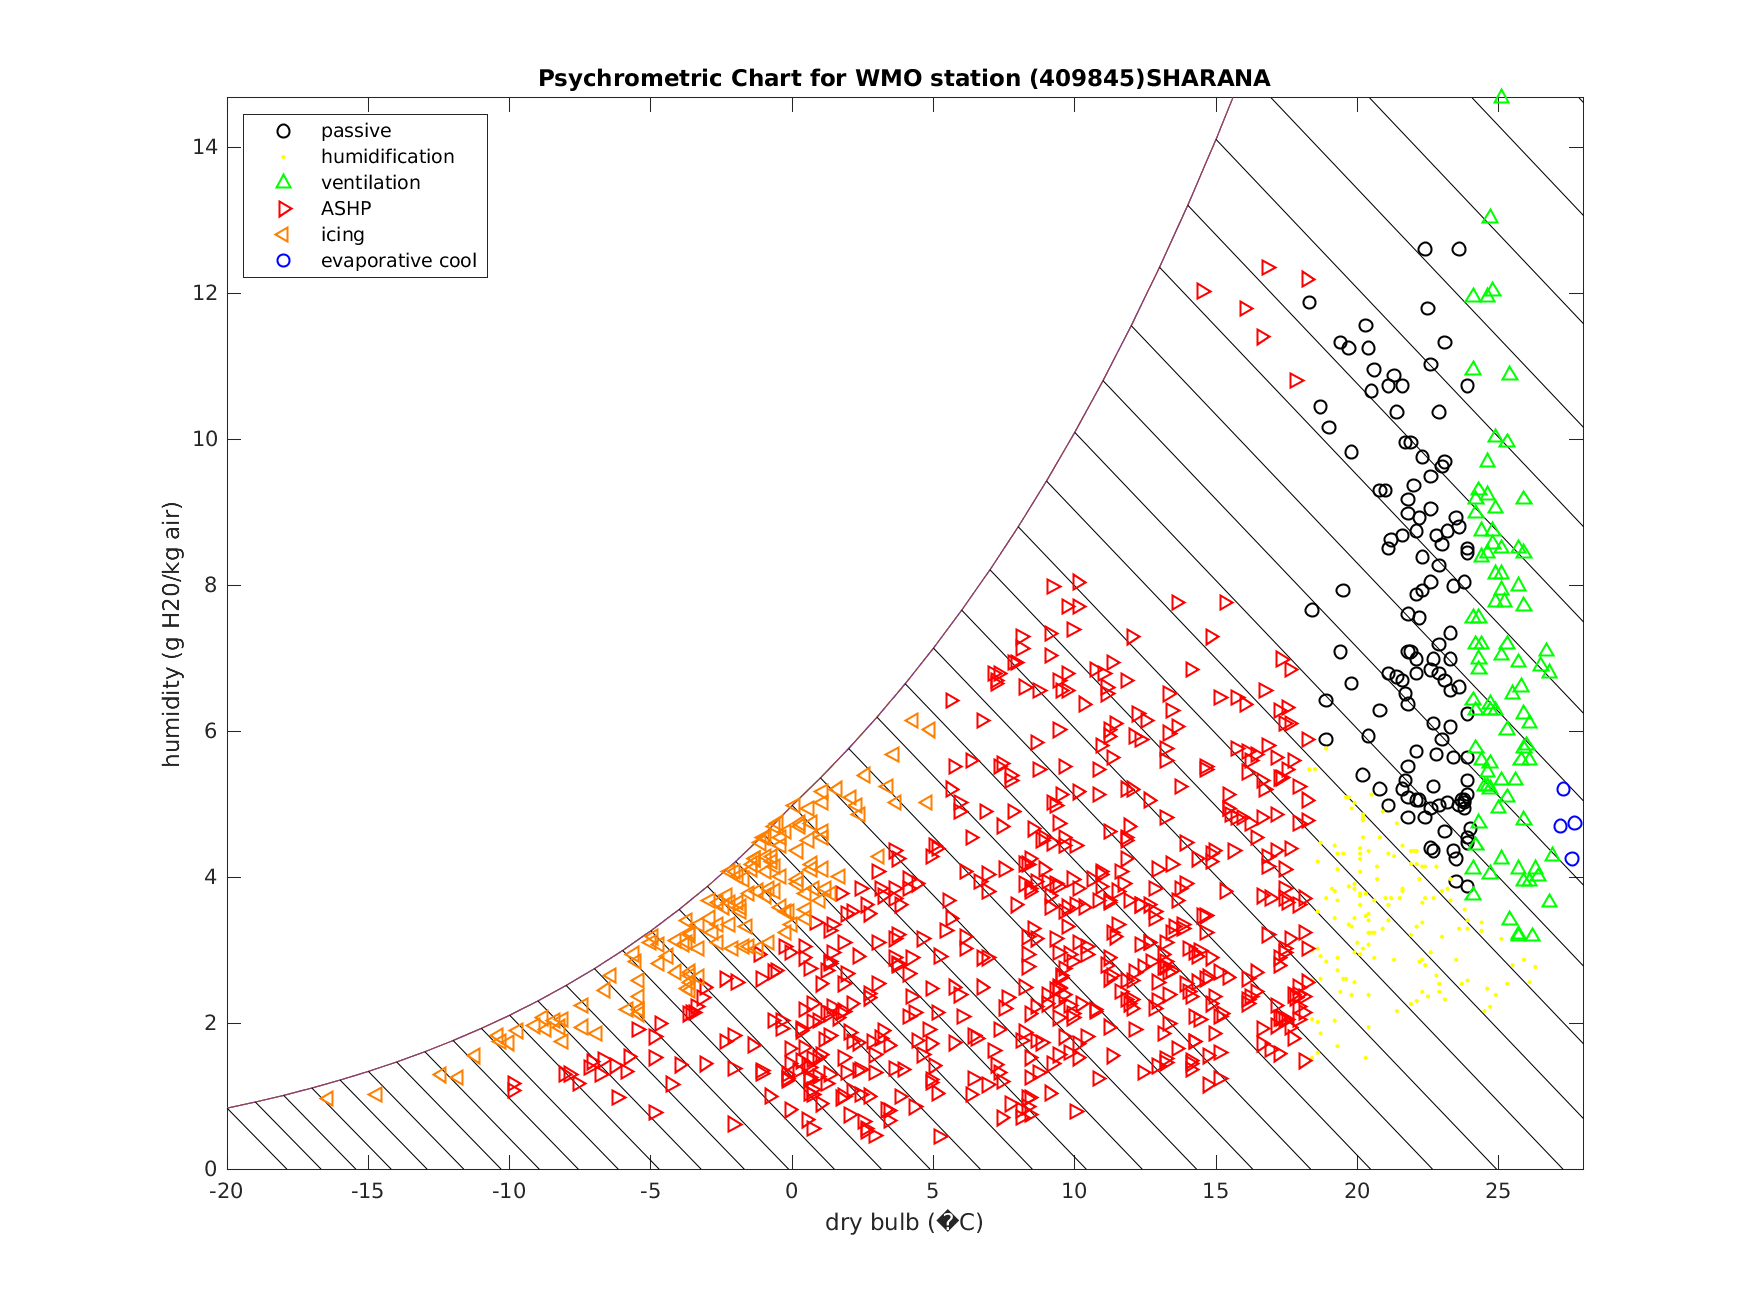 Psychrometric Chart for WMO station (409845)SHARANA
passive
humidification
ventilation
ASHP
icing
evaporative cool
humidity (g H20/kg air)
14
12
10
8
6
4
2
0
-20 -15 -10 -5 0 5 10 15 20 25
dry bulb (�C)